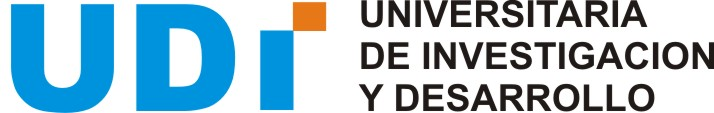 UDI
UNIVERSITARIA
DE INVESTIGACION
Y DESARROLLO